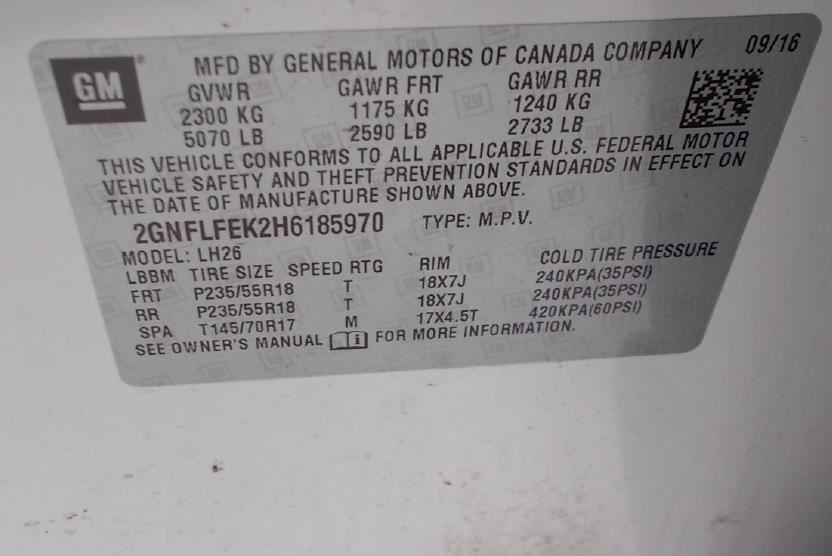 GM
MFD BY GENERAL MOTORS OF CANADA COMPANY 09/16
GVWR GAWR FRT GAWR RR
2300 KG 1175 KG 1240 KG
5070 LB 2590 LB 2733 LB
THIS VEHICLE CONFORMS TO ALL APPLICABLE U.S. FEDERAL MOTOR
VEHICLE SAFETY AND THEFT PREVENTION STANDARDS IN EFFECT ON
THE DATE OF MANUFACTURE SHOWN ABOVE.
2GNFLFEK2H6185970 TYPE: M.P.V.
MODEL: LH26
LBBM TIRE SIZE SPEED RTG RIM COLD TIRE PRESSURE
FRT P235/55R18 T 18X7J 240KPA(35PSI)
RR P235/55R18 T 18X7J 240KPA(35PSI)
SPA T145/70R17 M 17X4.5T 420KPA(60PSI)
SEE OWNER'S MANUAL i FOR MORE INFORMATION.